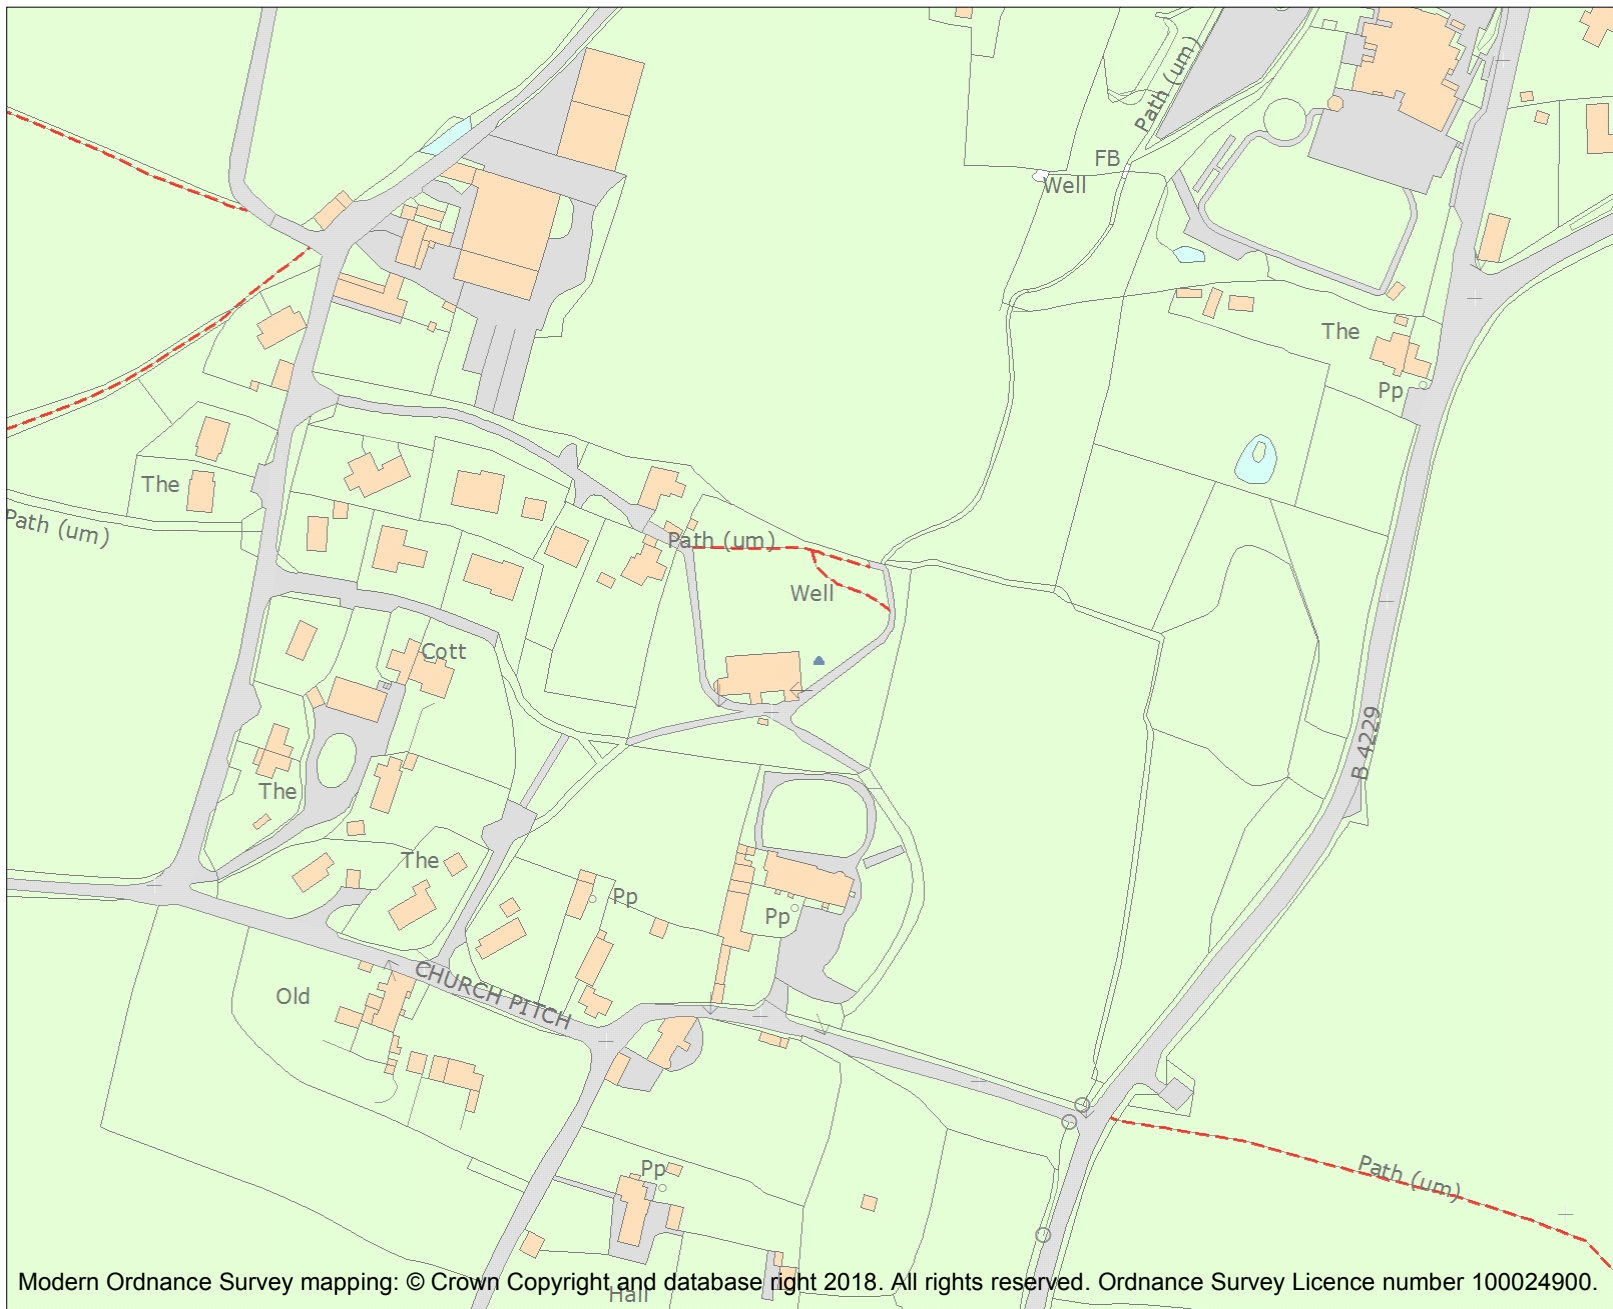 Path (um)
FB
Well
The
Pp
The
Path (um)
Path (um)
Well
Cott
B 4229
The
The
Pp
Pp
Old
CHURCH PITCH
Pp
Path (um)
Hall
Modern Ordnance Survey mapping: © Crown Copyright and database right 2018. All rights reserved. Ordnance Survey Licence number 100024900.